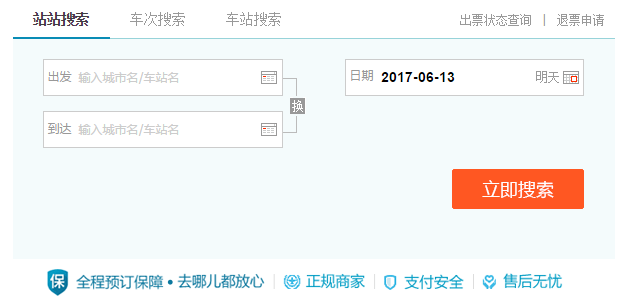 站站搜索 车次搜索 车站搜索 出票状态查询 | 退票申请
出发 输入城市名/车站名 日期 2017-06-13 明天
换
到达 输入城市名/车站名
立即搜索
保 全程预订保障·去哪儿都放心 正规商家 支付安全 售后无忧